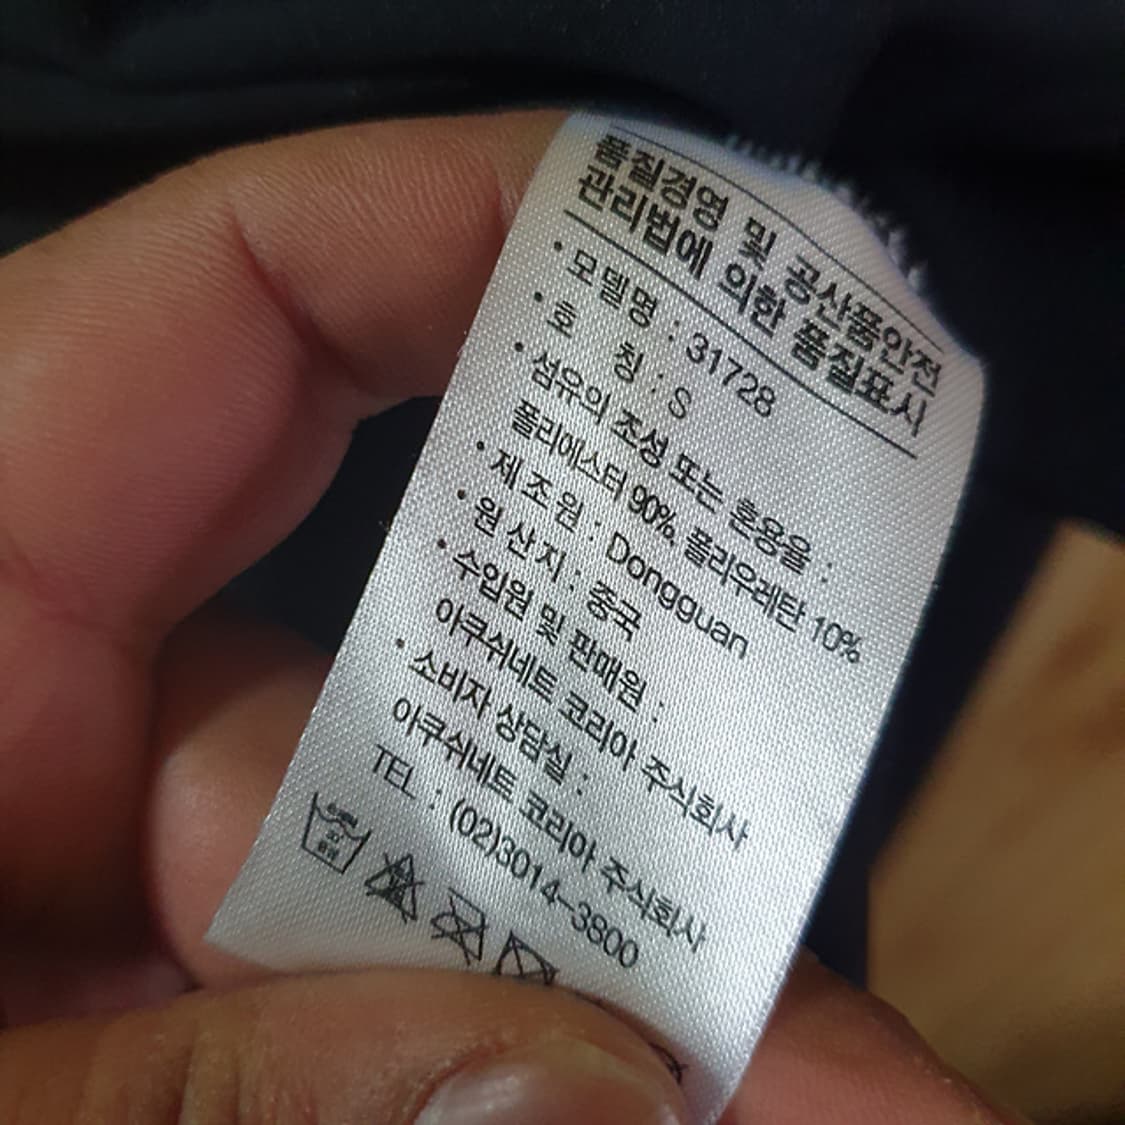 품질경영 및 공산품안전
관리법에 의한 품질표시
· 모델명 : 31728
· 호 칭 : S
· 섬유의 조성 또는 혼용율 :
폴리에스터 90%, 폴리우레탄 10%
· 제조원 : Dongguan
· 원산지 : 중국
· 수입원 및 판매원 :
아쿠쉬네트 코리아 주식회사
· 소비자 상담실 :
아쿠쉬네트 코리아 주식회사
TEL : (02)3014-3800